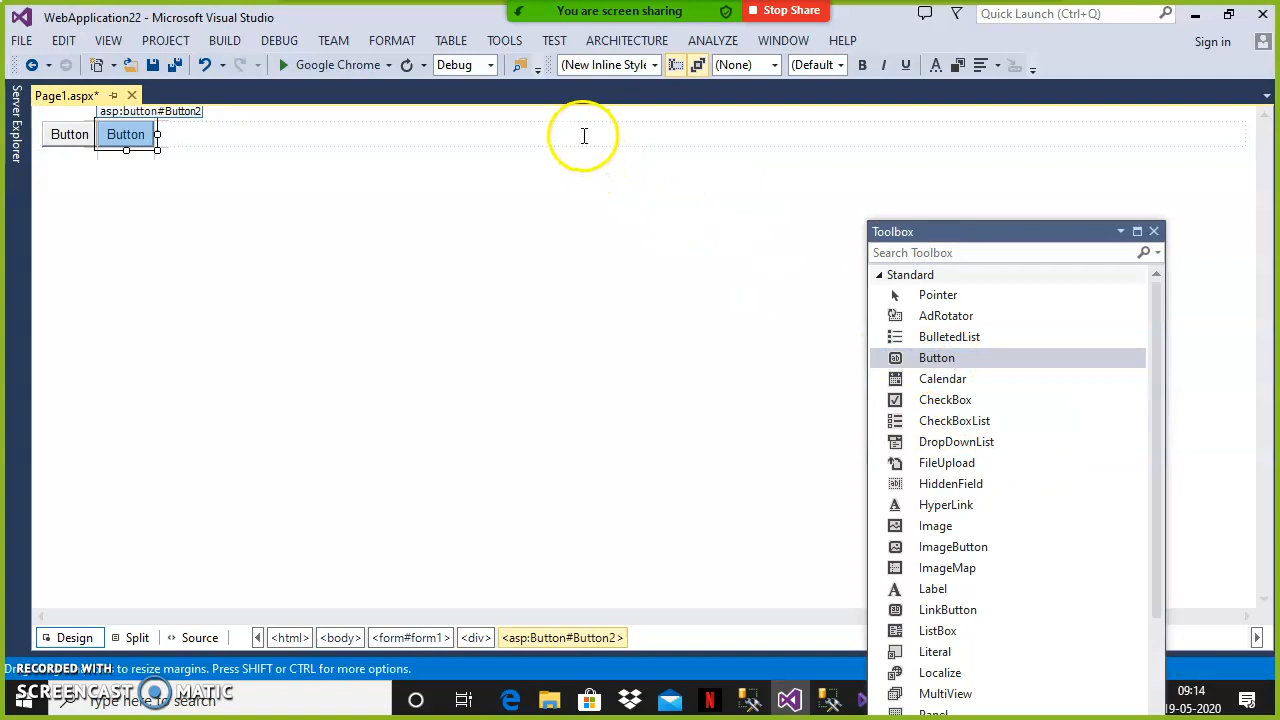 WebApplication22 - Microsoft Visual Studio
You are screen sharing
Stop Share
Quick Launch (Ctrl+Q)
FILE EDIT VIEW PROJECT BUILD DEBUG TEAM FORMAT TABLE TOOLS TEST ARCHITECTURE ANALYZE WINDOW HELP
Sign in
Google Chrome Debug (New Inline Style (None) (Default B I U A
Server Explorer
Page1.aspx*
asp:button#Button2
Button Button
Toolbox
Search Toolbox
Standard
Pointer
AdRotator
BulletedList
Button
Calendar
CheckBox
CheckBoxList
DropDownList
FileUpload
HiddenField
HyperLink
Image
ImageButton
ImageMap
Label
LinkButton
ListBox
Literal
Localize
MultiView
Design Split Source <html> <body> <form#form1> <div> <asp:Button#Button2>
to resize margins. Press SHIFT or CTRL for more options.
RECORDED WITH
SCREENCAST MATIC
here to search
09:14
19-05-2020